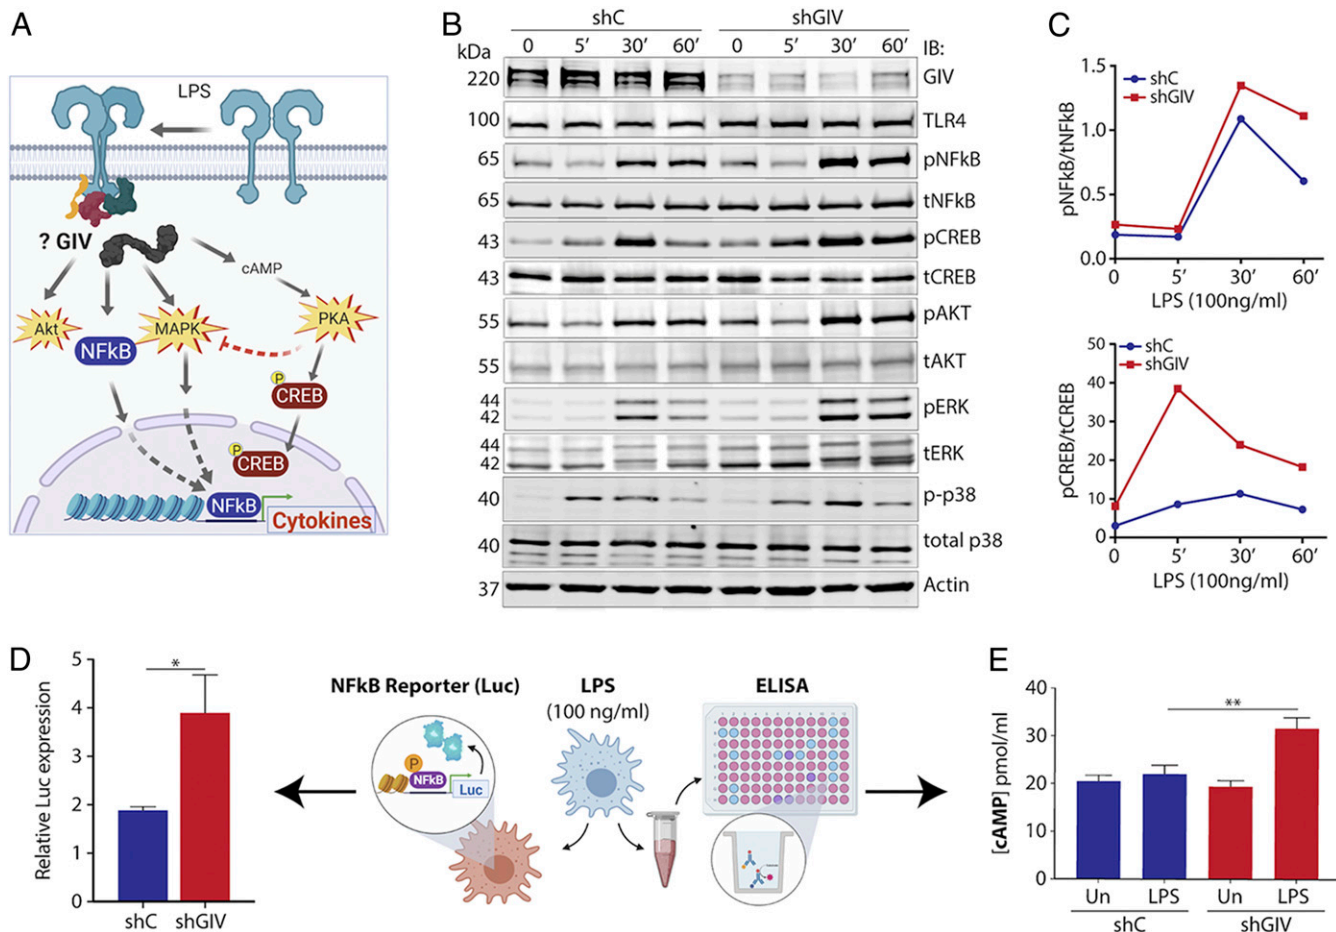 A
LPS
? GIV
cAMP
Akt
NFkB
MAPK
PKA
P
CREB
P
CREB
NFkB
Cytokines
B
shC shGIV
kDa 0 5′ 30′ 60′ 0 5′ 30′ 60′ IB:
220 GIV
100 TLR4
65 pNFkB
65 tNFkB
43 pCREB
43 tCREB
55 pAKT
55 tAKT
44
42 pERK
44
42 tERK
40 p-p38
40 total p38
37 Actin
C
pNFkB/tNFkB
1.5
1.0
0.5
0.0
shC
shGIV
0 5′ 30′ 60′
LPS (100ng/ml)
pCREB/tCREB
50
40
30
20
10
0
shC
shGIV
0 5′ 30′ 60′
LPS (100ng/ml)
D
Relative Luc expression
5
4
3
2
1
0
*
shC shGIV
NFkB Reporter (Luc)
P
NFkB
Luc
LPS
(100 ng/ml)
ELISA
E
[cAMP] pmol/ml
40
30
20
10
0
**
Un LPS Un LPS
shC shGIV